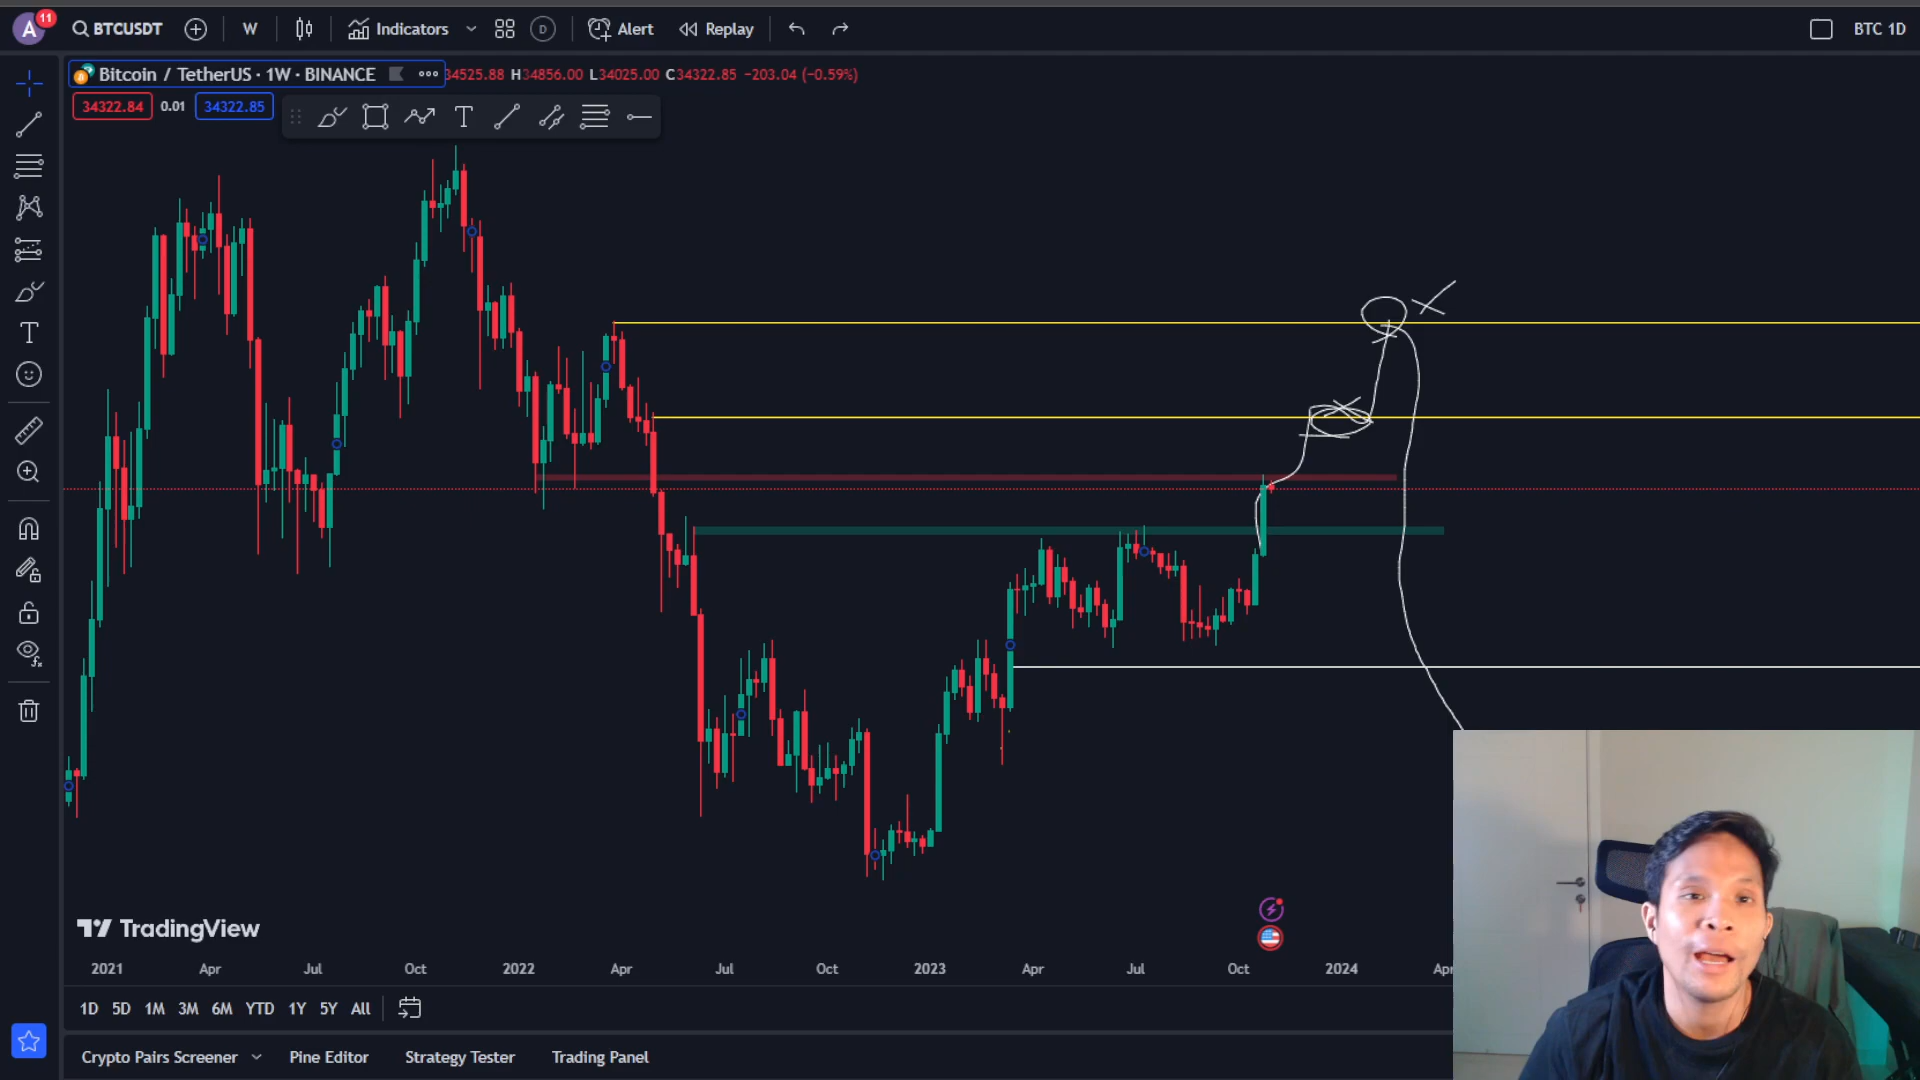 A 11 BTCUSDT W Indicators D Alert Replay BTC 1D
Bitcoin / TetherUS · 1W · BINANCE 34525.88 H34856.00 L34025.00 C34322.85 −203.04 (−0.59%)
34322.84 0.01 34322.85 T
T
TradingView
2021 Apr Jul Oct 2022 Apr Jul Oct 2023 Apr Jul Oct 2024 Apr
1D 5D 1M 3M 6M YTD 1Y 5Y All
Crypto Pairs Screener Pine Editor Strategy Tester Trading Panel